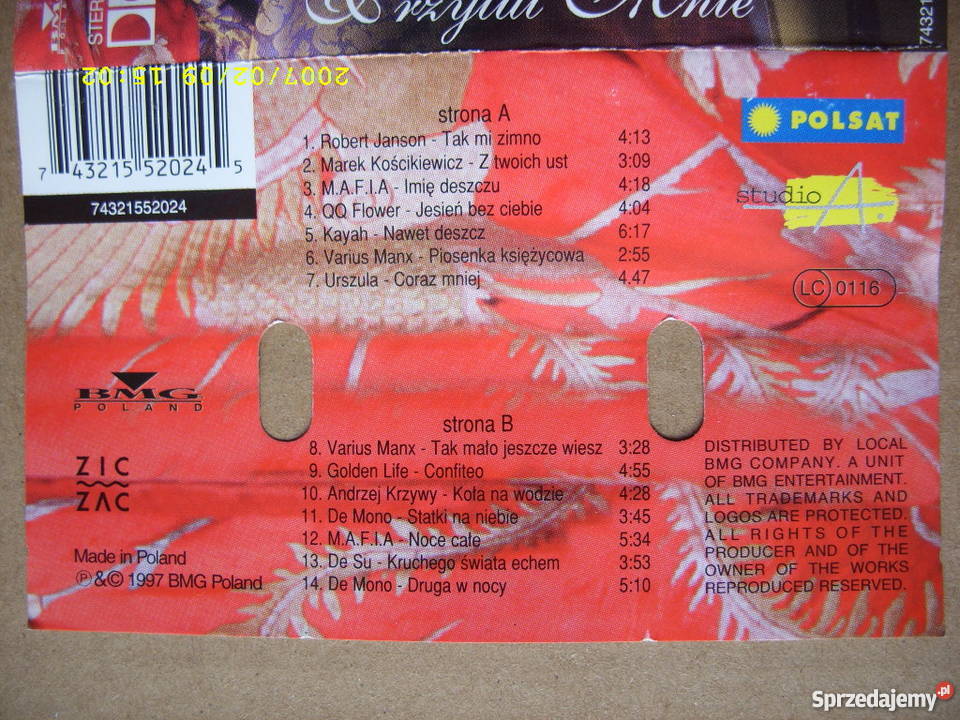 BMG
STEREO
Przytul Mnie
74321
2007/02/09 15:02
7 43215 52024 5
74321552024
strona A
1. Robert Janson - Tak mi zimno 4:13
2. Marek Kościkiewicz - Z twoich ust 3:09
3. M.A.F.I.A - Imię deszczu 4:18
4. QQ Flower - Jesień bez ciebie 4:04
5. Kayah - Nawet deszcz 6:17
6. Varius Manx - Piosenka księżycowa 2:55
7. Urszula - Coraz mniej 4.47
POLSAT
studio A.
LC 0116
BMG
POLAND
ZIC
ZAC
Made in Poland
℗&© 1997 BMG Poland
strona B
8. Varius Manx - Tak mało jeszcze wiesz 3:28
9. Golden Life - Confiteo 4:55
10. Andrzej Krzywy - Koła na wodzie 4:28
11. De Mono - Statki na niebie 3:45
12. M.A.F.I.A - Noce całe 5:34
13. De Su - Kruchego świata echem 3:53
14. De Mono - Druga w nocy 5:10
DISTRIBUTED BY LOCAL
BMG COMPANY. A UNIT
OF BMG ENTERTAINMENT.
ALL TRADEMARKS AND
LOGOS ARE PROTECTED.
ALL RIGHTS OF THE
PRODUCER AND OF THE
OWNER OF THE WORKS
REPRODUCED RESERVED.
Sprzedajemy.pl